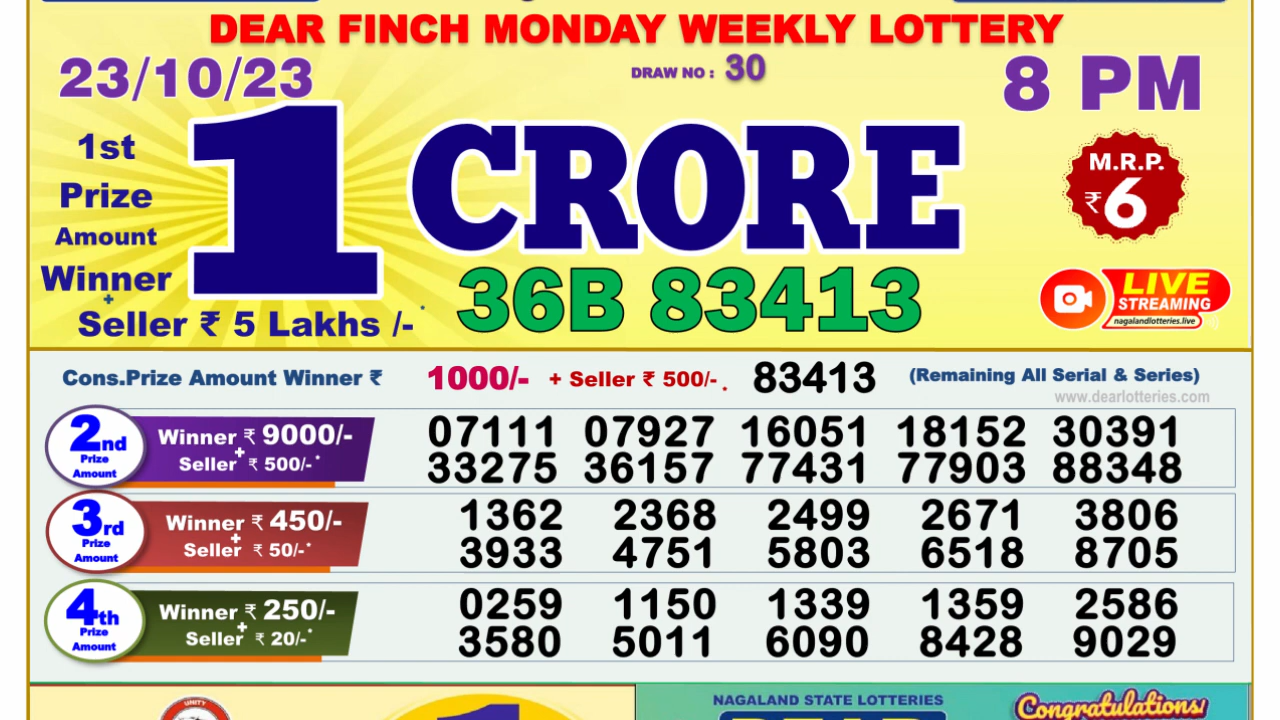 DEAR FINCH MONDAY WEEKLY LOTTERY
23/10/23
DRAW NO : 30
8 PM
1st
Prize
Amount
Winner
+
Seller ₹ 5 Lakhs /-*
1 CRORE
36B 83413
M.R.P.
₹6
LIVE
STREAMING
nagalandlotteries.live
Cons.Prize Amount Winner ₹ 1000/- + Seller ₹ 500/-. 83413 (Remaining All Serial & Series)
www.dearlotteries.com
2nd
Prize
Amount
Winner ₹ 9000/-
+
Seller ₹ 500/-*
07111 07927 16051 18152 30391
33275 36157 77431 77903 88348
3rd
Prize
Amount
Winner ₹ 450/-
+
Seller ₹ 50/-*
1362 2368 2499 2671 3806
3933 4751 5803 6518 8705
4th
Prize
Amount
Winner ₹ 250/-
+
Seller ₹ 20/-*
0259 1150 1339 1359 2586
3580 5011 6090 8428 9029
UNITY
1
NAGALAND STATE LOTTERIES
DEAR
Congratulations!